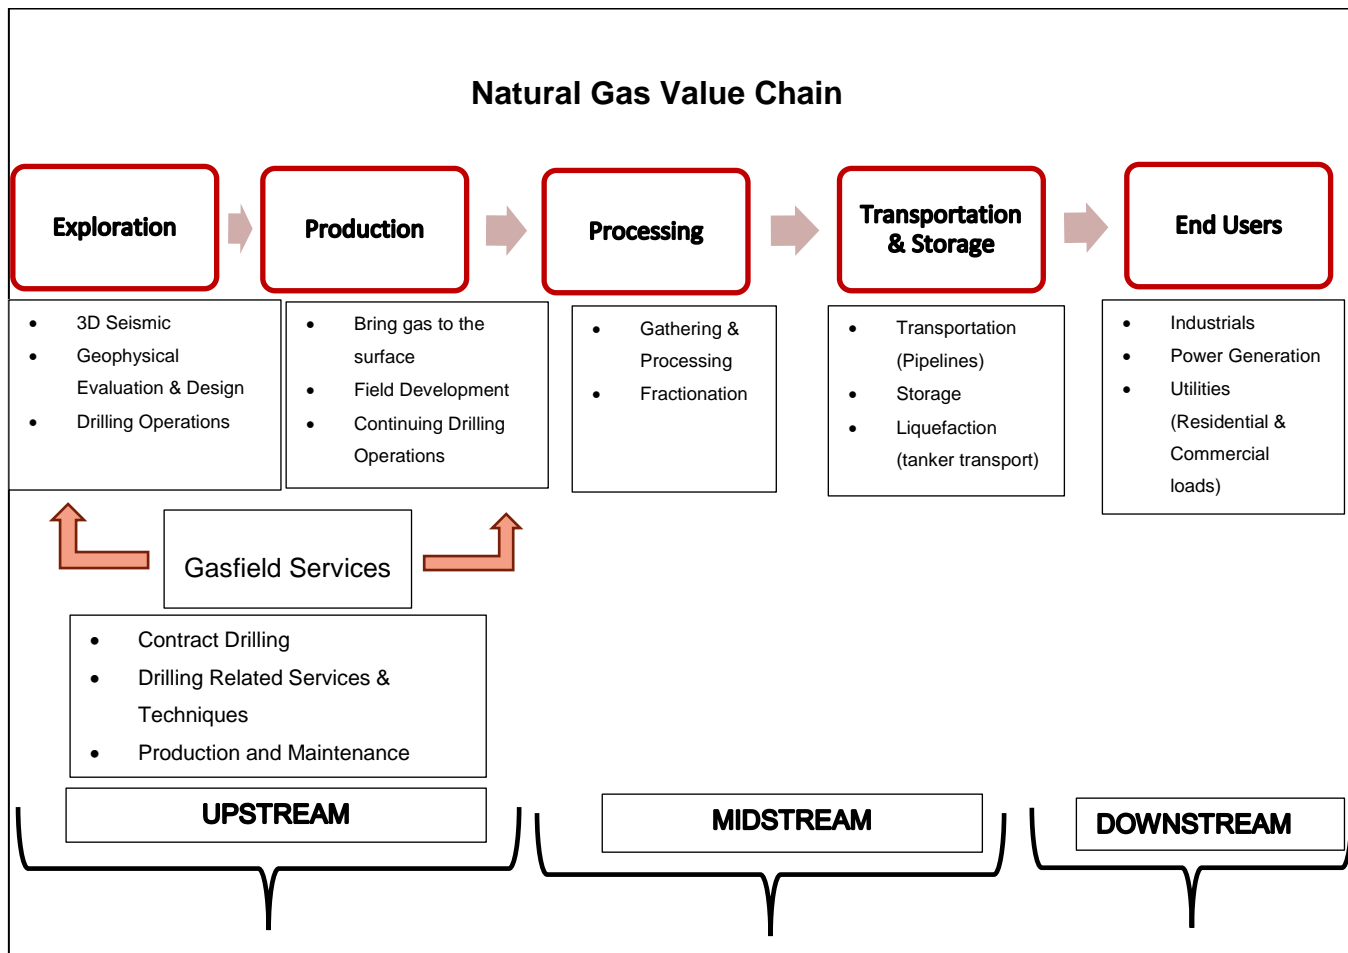 Natural Gas Value Chain
Exploration
Production
Processing
Transportation
& Storage
End Users
• 3D Seismic
• Geophysical
Evaluation & Design
• Drilling Operations
• Bring gas to the
surface
• Field Development
• Continuing Drilling
Operations
• Gathering &
Processing
• Fractionation
• Transportation
(Pipelines)
• Storage
• Liquefaction
(tanker transport)
• Industrials
• Power Generation
• Utilities
(Residential &
Commercial
loads)
Gasfield Services
• Contract Drilling
• Drilling Related Services &
Techniques
• Production and Maintenance
UPSTREAM
MIDSTREAM
DOWNSTREAM